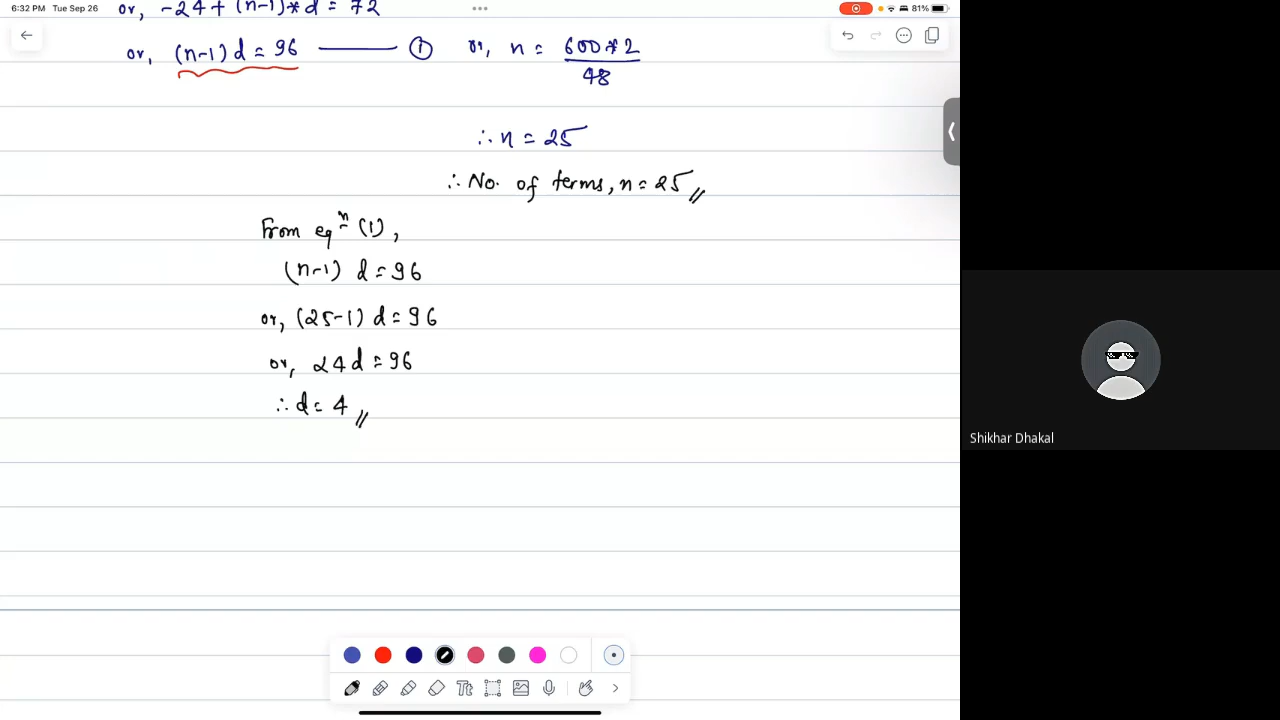 6:32 PM Tue Sep 26
81%
or, -24 + (n-1)*d = 72
or, (n-1) d = 96 ——— ①
or, n = 600*2/48
∴ n = 25
∴ No. of terms, n = 25 //
From eqⁿ (1),
(n-1) d = 96
or, (25-1) d = 96
or, 24d = 96
∴ d = 4 //
Tt
Shikhar Dhakal